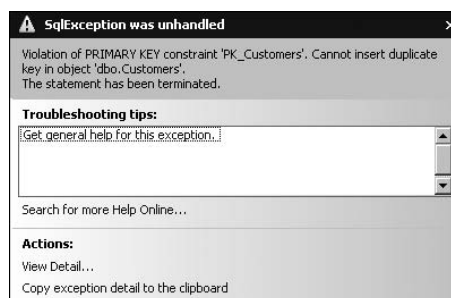 SqlException was unhandled
Violation of PRIMARY KEY constraint 'PK_Customers'. Cannot insert duplicate
key in object 'dbo.Customers'.
The statement has been terminated.
Troubleshooting tips:
Get general help for this exception.
Search for more Help Online...
Actions:
View Detail...
Copy exception detail to the clipboard